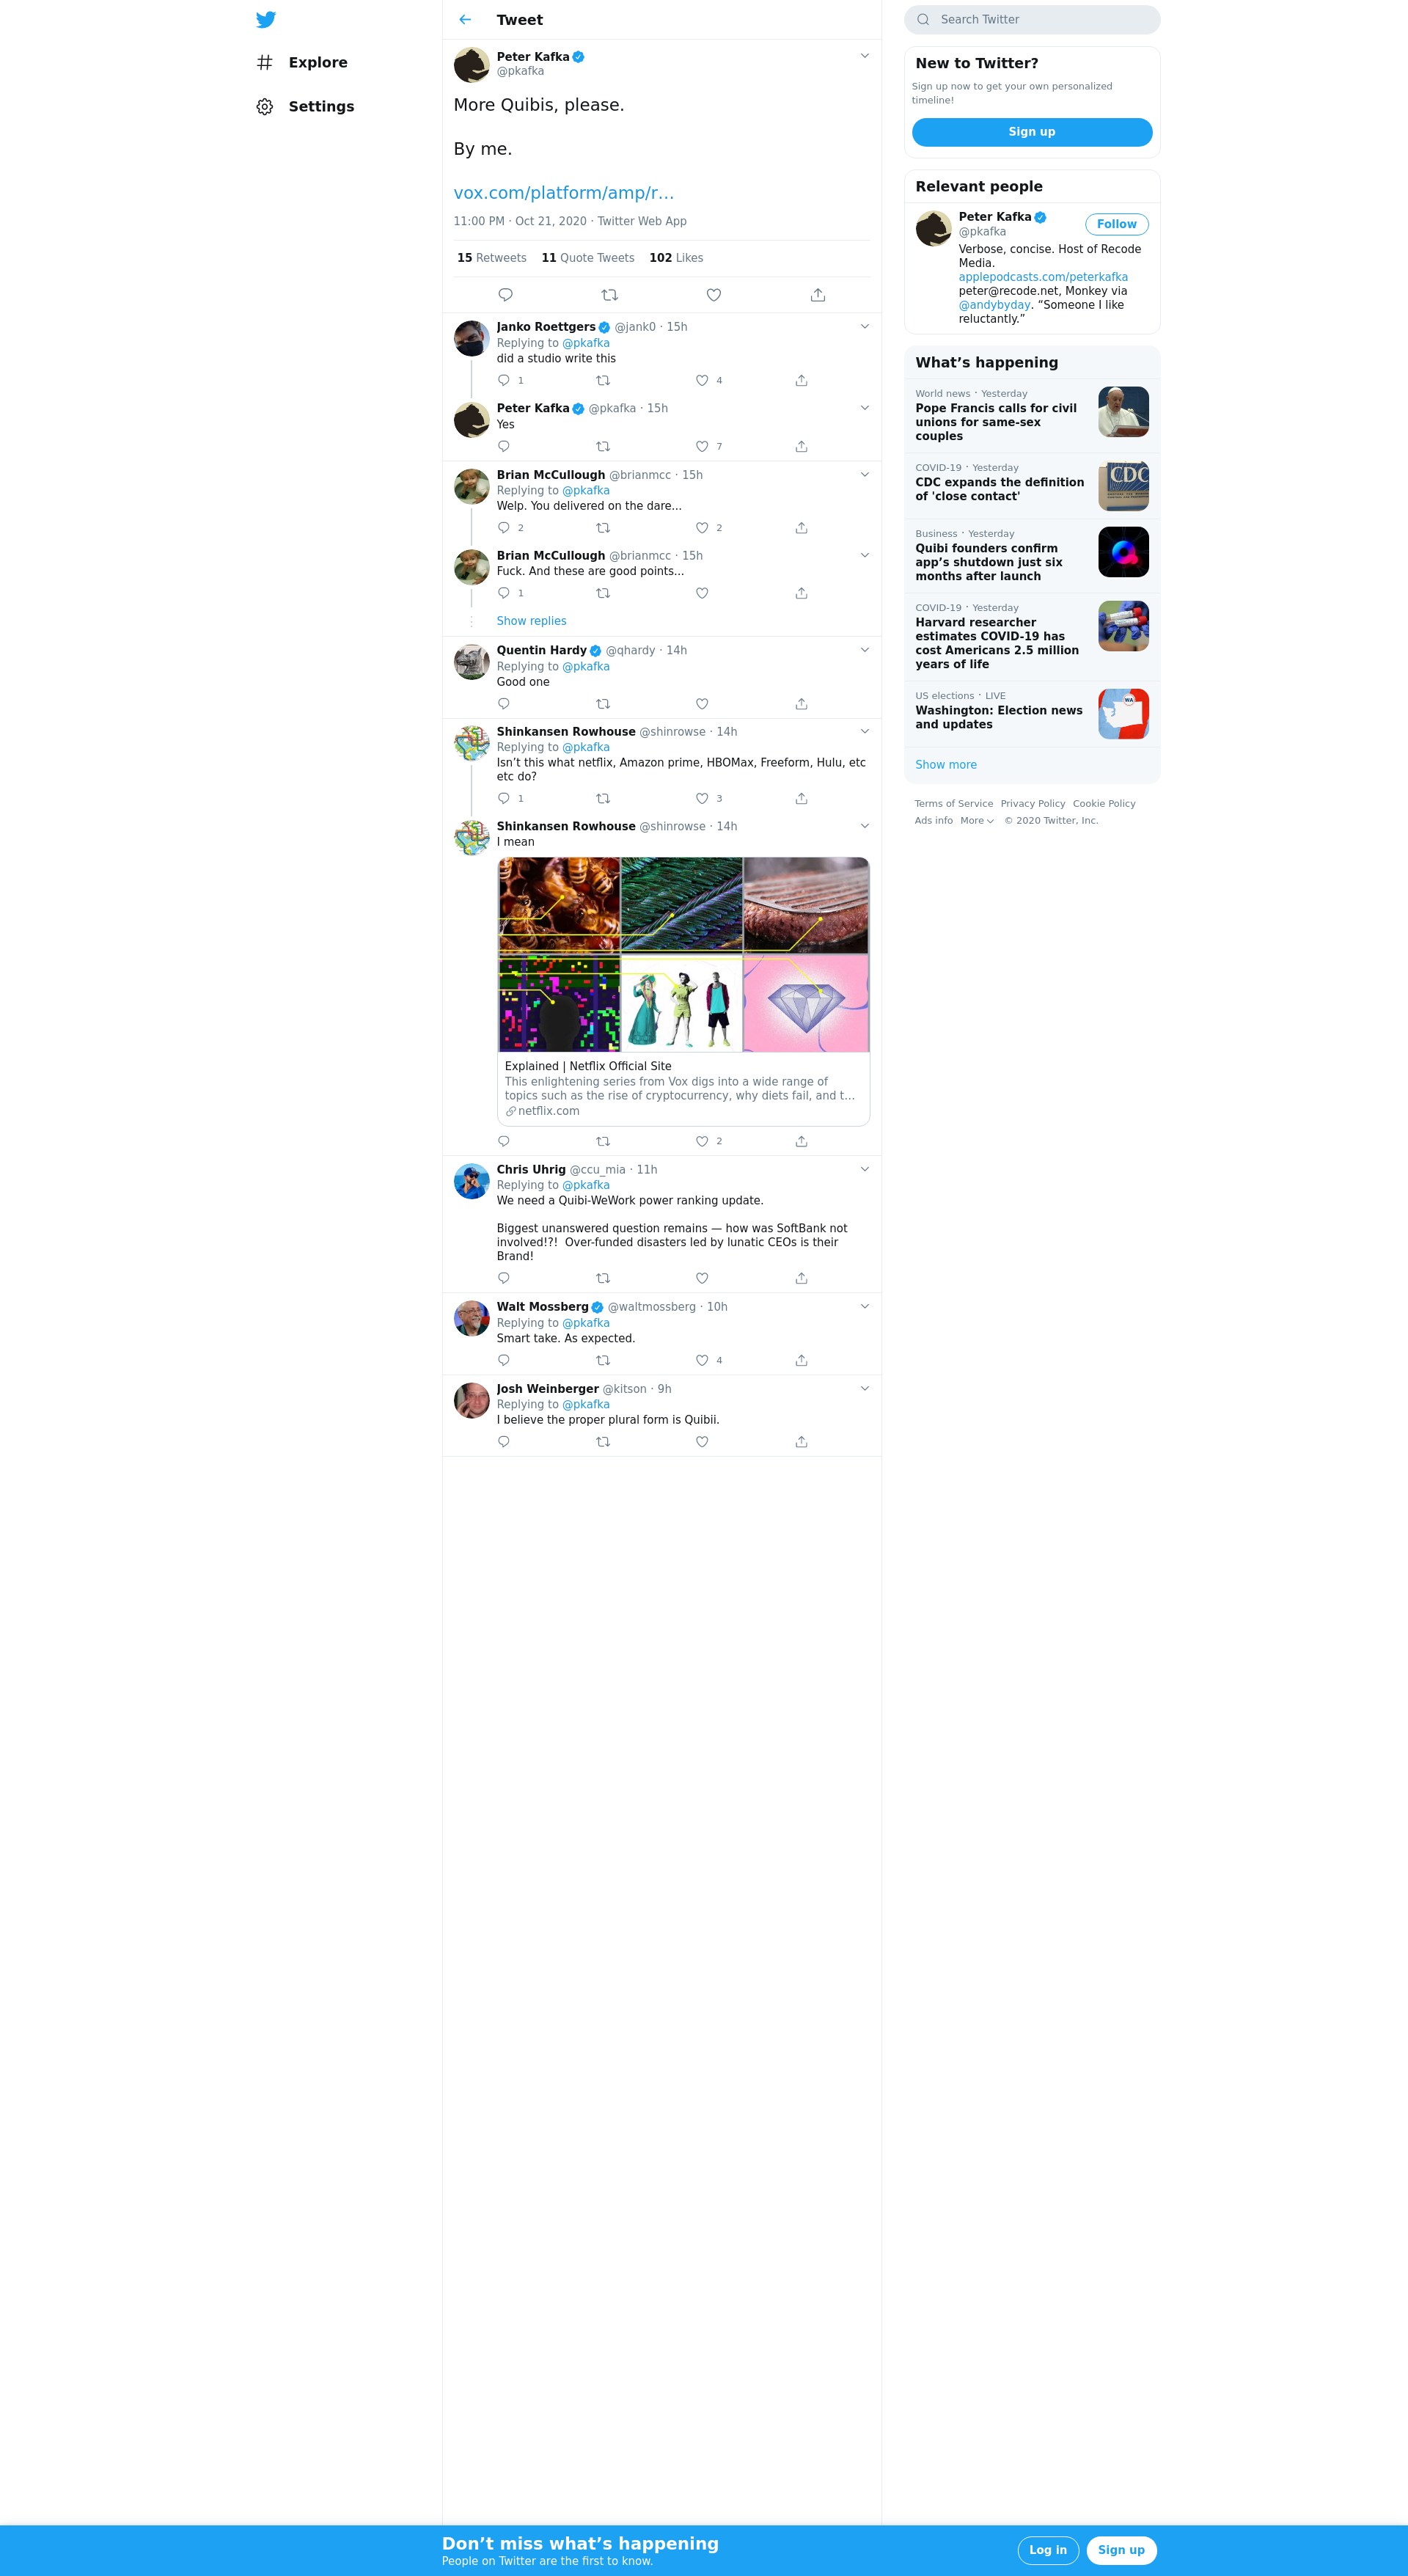 Explore
Settings
Tweet
Peter Kafka
@pkafka
More Quibis, please.
By me.
vox.com/platform/amp/r…
11:00 PM · Oct 21, 2020 · Twitter Web App
15 Retweets 11 Quote Tweets 102 Likes
Janko Roettgers @jank0 · 15h
Replying to @pkafka
did a studio write this
1 4
Peter Kafka @pkafka · 15h
Yes
7
Brian McCullough @brianmcc · 15h
Replying to @pkafka
Welp. You delivered on the dare...
2 2
Brian McCullough @brianmcc · 15h
Fuck. And these are good points...
1
Show replies
Quentin Hardy @qhardy · 14h
Replying to @pkafka
Good one
Shinkansen Rowhouse @shinrowse · 14h
Replying to @pkafka
Isn’t this what netflix, Amazon prime, HBOMax, Freeform, Hulu, etc
etc do?
1 3
Shinkansen Rowhouse @shinrowse · 14h
I mean
Explained | Netflix Official Site
This enlightening series from Vox digs into a wide range of
topics such as the rise of cryptocurrency, why diets fail, and t…
netflix.com
2
Chris Uhrig @ccu_mia · 11h
Replying to @pkafka
We need a Quibi-WeWork power ranking update.
Biggest unanswered question remains — how was SoftBank not
involved!?! Over-funded disasters led by lunatic CEOs is their
Brand!
Walt Mossberg @waltmossberg · 10h
Replying to @pkafka
Smart take. As expected.
4
Josh Weinberger @kitson · 9h
Replying to @pkafka
I believe the proper plural form is Quibii.
Search Twitter
New to Twitter?
Sign up now to get your own personalized
timeline!
Sign up
Relevant people
Peter Kafka
@pkafka
Follow
Verbose, concise. Host of Recode
Media.
applepodcasts.com/peterkafka
peter@recode.net, Monkey via
@andybyday. “Someone I like
reluctantly.”
What’s happening
World news · Yesterday
Pope Francis calls for civil
unions for same-sex
couples
COVID-19 · Yesterday
CDC expands the definition
of 'close contact'
CDC
Business · Yesterday
Quibi founders confirm
app’s shutdown just six
months after launch
COVID-19 · Yesterday
Harvard researcher
estimates COVID-19 has
cost Americans 2.5 million
years of life
US elections · LIVE
Washington: Election news
and updates
WA
Show more
Terms of Service Privacy Policy Cookie Policy
Ads info More © 2020 Twitter, Inc.
Don’t miss what’s happening
People on Twitter are the first to know.
Log in
Sign up